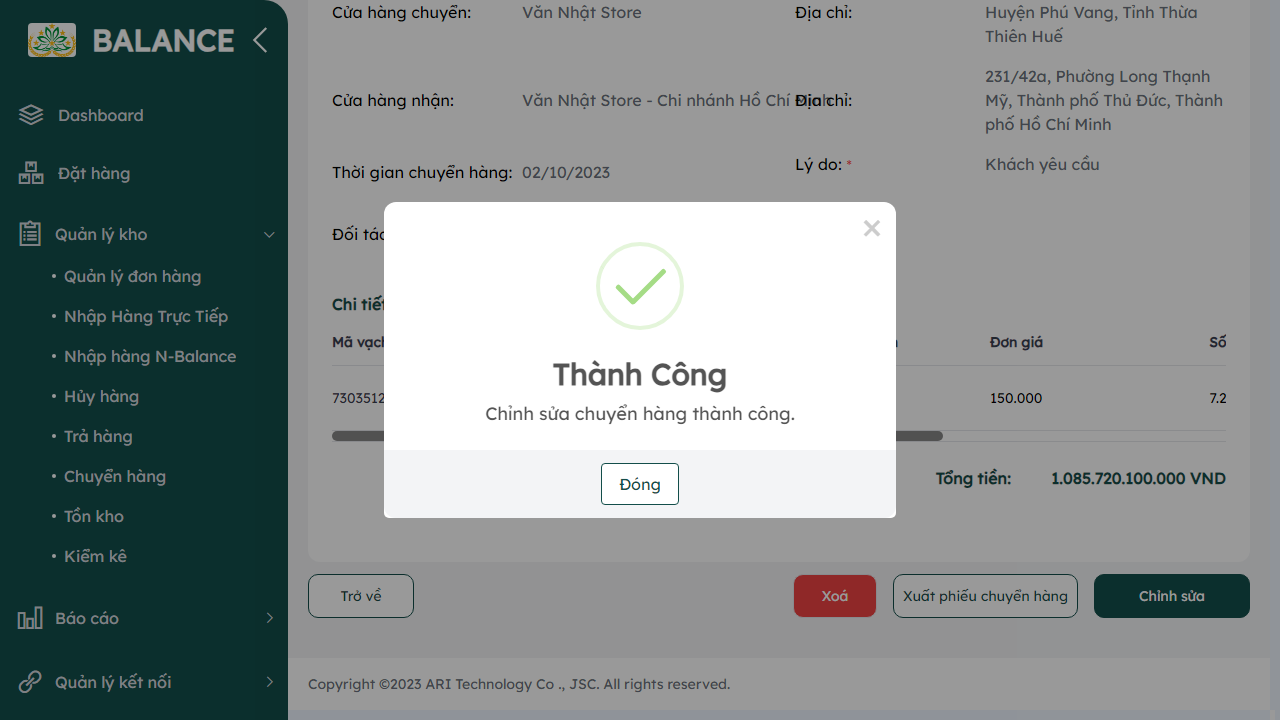 BALANCE
Dashboard
Đặt hàng
Quản lý kho
• Quản lý đơn hàng
• Nhập Hàng Trực Tiếp
• Nhập hàng N-Balance
• Hủy hàng
• Trả hàng
• Chuyển hàng
• Tồn kho
• Kiểm kê
Báo cáo
Quản lý kết nối
Cửa hàng chuyển: Văn Nhật Store Địa chỉ: Huyện Phú Vang, Tỉnh Thừa
Thiên Huế
231/42a, Phường Long Thạnh
Cửa hàng nhận: Văn Nhật Store - Chi nhánh Hồ Chí Minh Địa chỉ: Mỹ, Thành phố Thủ Đức, Thành
phố Hồ Chí Minh
Thời gian chuyển hàng: 02/10/2023 Lý do: * Khách yêu cầu
Đối tác
Chi tiết
Mã vạch Đơn giá Số
7303512 150.000 7.2
Tổng tiền: 1.085.720.100.000 VND
×
Thành Công
Chỉnh sửa chuyển hàng thành công.
Đóng
Trở về Xoá Xuất phiếu chuyển hàng Chỉnh sửa
Copyright ©2023 ARI Technology Co ., JSC. All rights reserved.